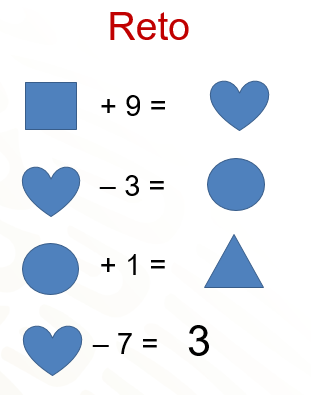 Reto
+ 9 =
– 3 =
+ 1 =
– 7 = 3